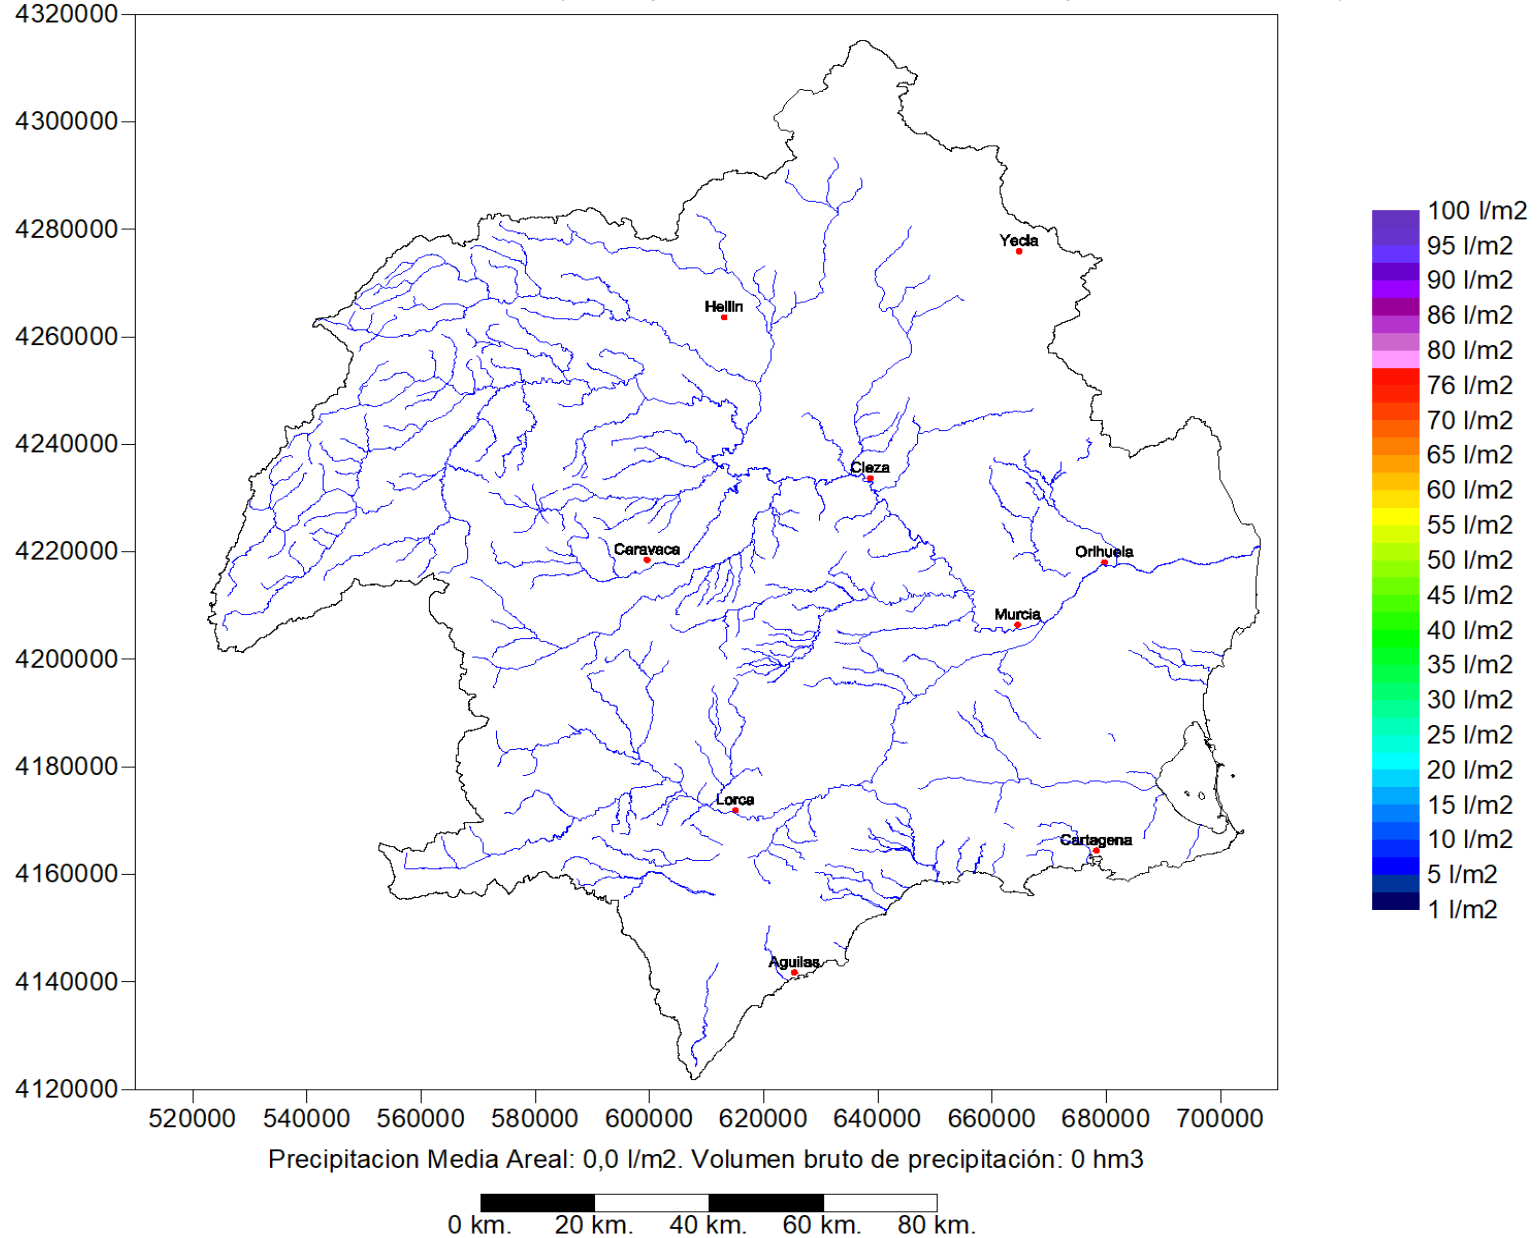 4320000
4300000
4280000
4260000
4240000
4220000
4200000
4180000
4160000
4140000
4120000
520000 540000 560000 580000 600000 620000 640000 660000 680000 700000
Yecla
Hellin
Cieza
Caravaca
Orihuela
Murcia
Lorca
Cartagena
Aguilas
100 l/m2
95 l/m2
90 l/m2
86 l/m2
80 l/m2
76 l/m2
70 l/m2
65 l/m2
60 l/m2
55 l/m2
50 l/m2
45 l/m2
40 l/m2
35 l/m2
30 l/m2
25 l/m2
20 l/m2
15 l/m2
10 l/m2
5 l/m2
1 l/m2
Precipitacion Media Areal: 0,0 l/m2. Volumen bruto de precipitación: 0 hm3
0 km. 20 km. 40 km. 60 km. 80 km.